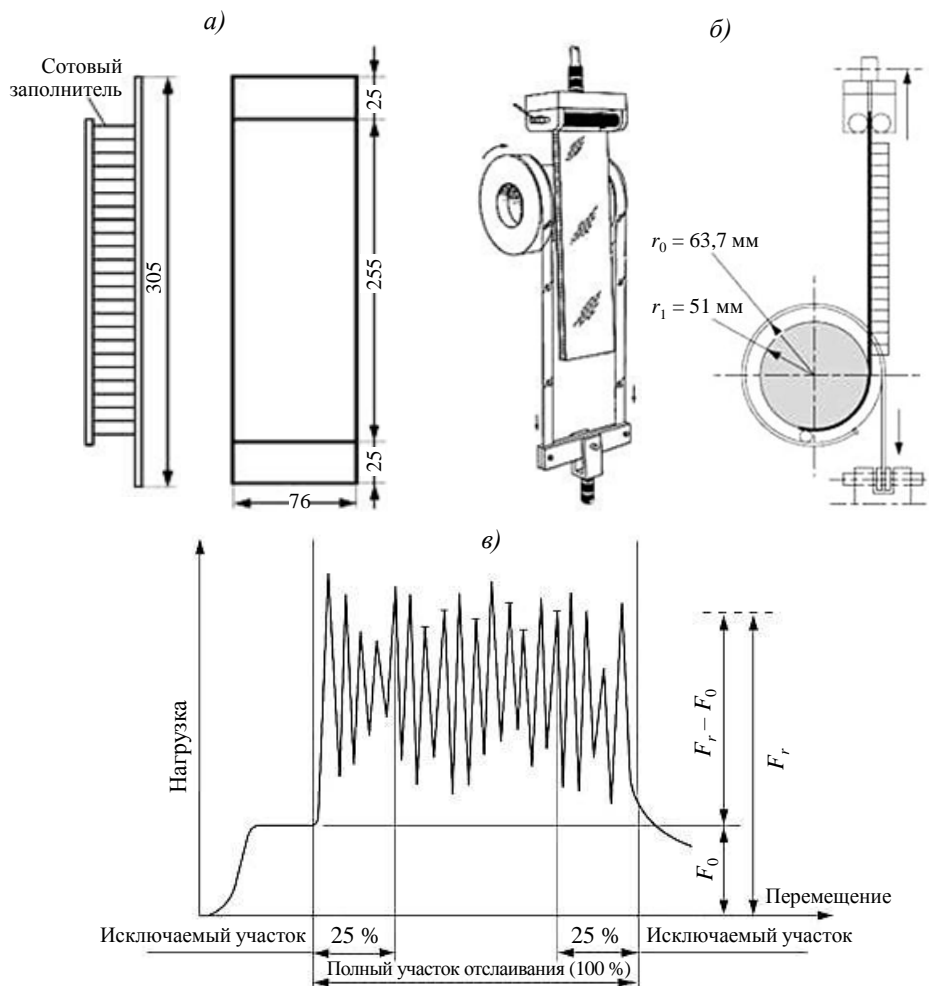 а)
б)
Сотовый
заполнитель
305
25
255
25
76
r₀ = 63,7 мм
r₁ = 51 мм
в)
Нагрузка
Fᵣ – F₀
Fᵣ
F₀
Перемещение
Исключаемый участок
25 %
25 %
Исключаемый участок
Полный участок отслаивания (100 %)